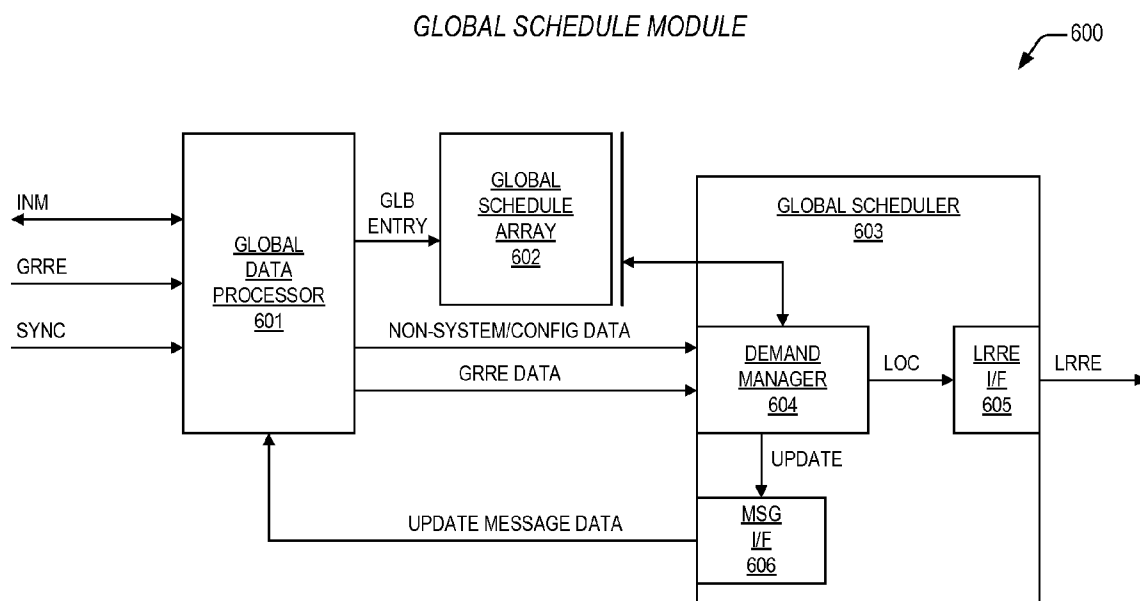 GLOBAL SCHEDULE MODULE
600
INM
GRRE
SYNC
GLOBAL
DATA
PROCESSOR
601
GLB
ENTRY
GLOBAL
SCHEDULE
ARRAY
602
GLOBAL SCHEDULER
603
NON-SYSTEM/CONFIG DATA
GRRE DATA
DEMAND
MANAGER
604
LOC
LRRE
I/F
605
LRRE
UPDATE
UPDATE MESSAGE DATA
MSG
I/F
606